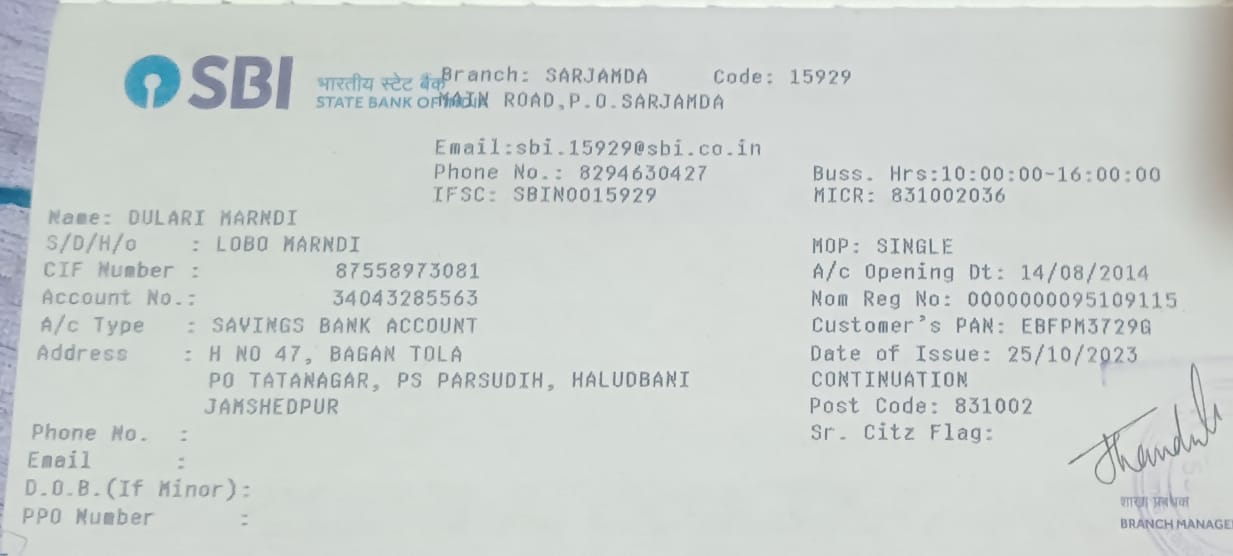 SBI भारतीय स्टेट बैंक Branch: SARJAMDA Code: 15929
STATE BANK OF INDIA MAIN ROAD,P.O.SARJAMDA
Email:sbi.15929@sbi.co.in
Phone No.: 8294630427 Buss. Hrs:10:00:00-16:00:00
IFSC: SBIN0015929 MICR: 831002036
Name: DULARI MARNDI
S/D/H/o : LOBO MARNDI MOP: SINGLE
CIF Number : 87558973081 A/c Opening Dt: 14/08/2014
Account No.: 34043285563 Nom Reg No: 0000000095109115
A/c Type : SAVINGS BANK ACCOUNT Customer's PAN: EBFPM3729G
Address : H NO 47, BAGAN TOLA Date of Issue: 25/10/2023
PO TATANAGAR, PS PARSUDIH, HALUDBANI CONTINUATION
JAMSHEDPUR Post Code: 831002
Phone No. : Sr. Citz Flag:
Email :
D.O.B.(If Minor):
PPO Number :
शाखा प्रबंधक
BRANCH MANAGER